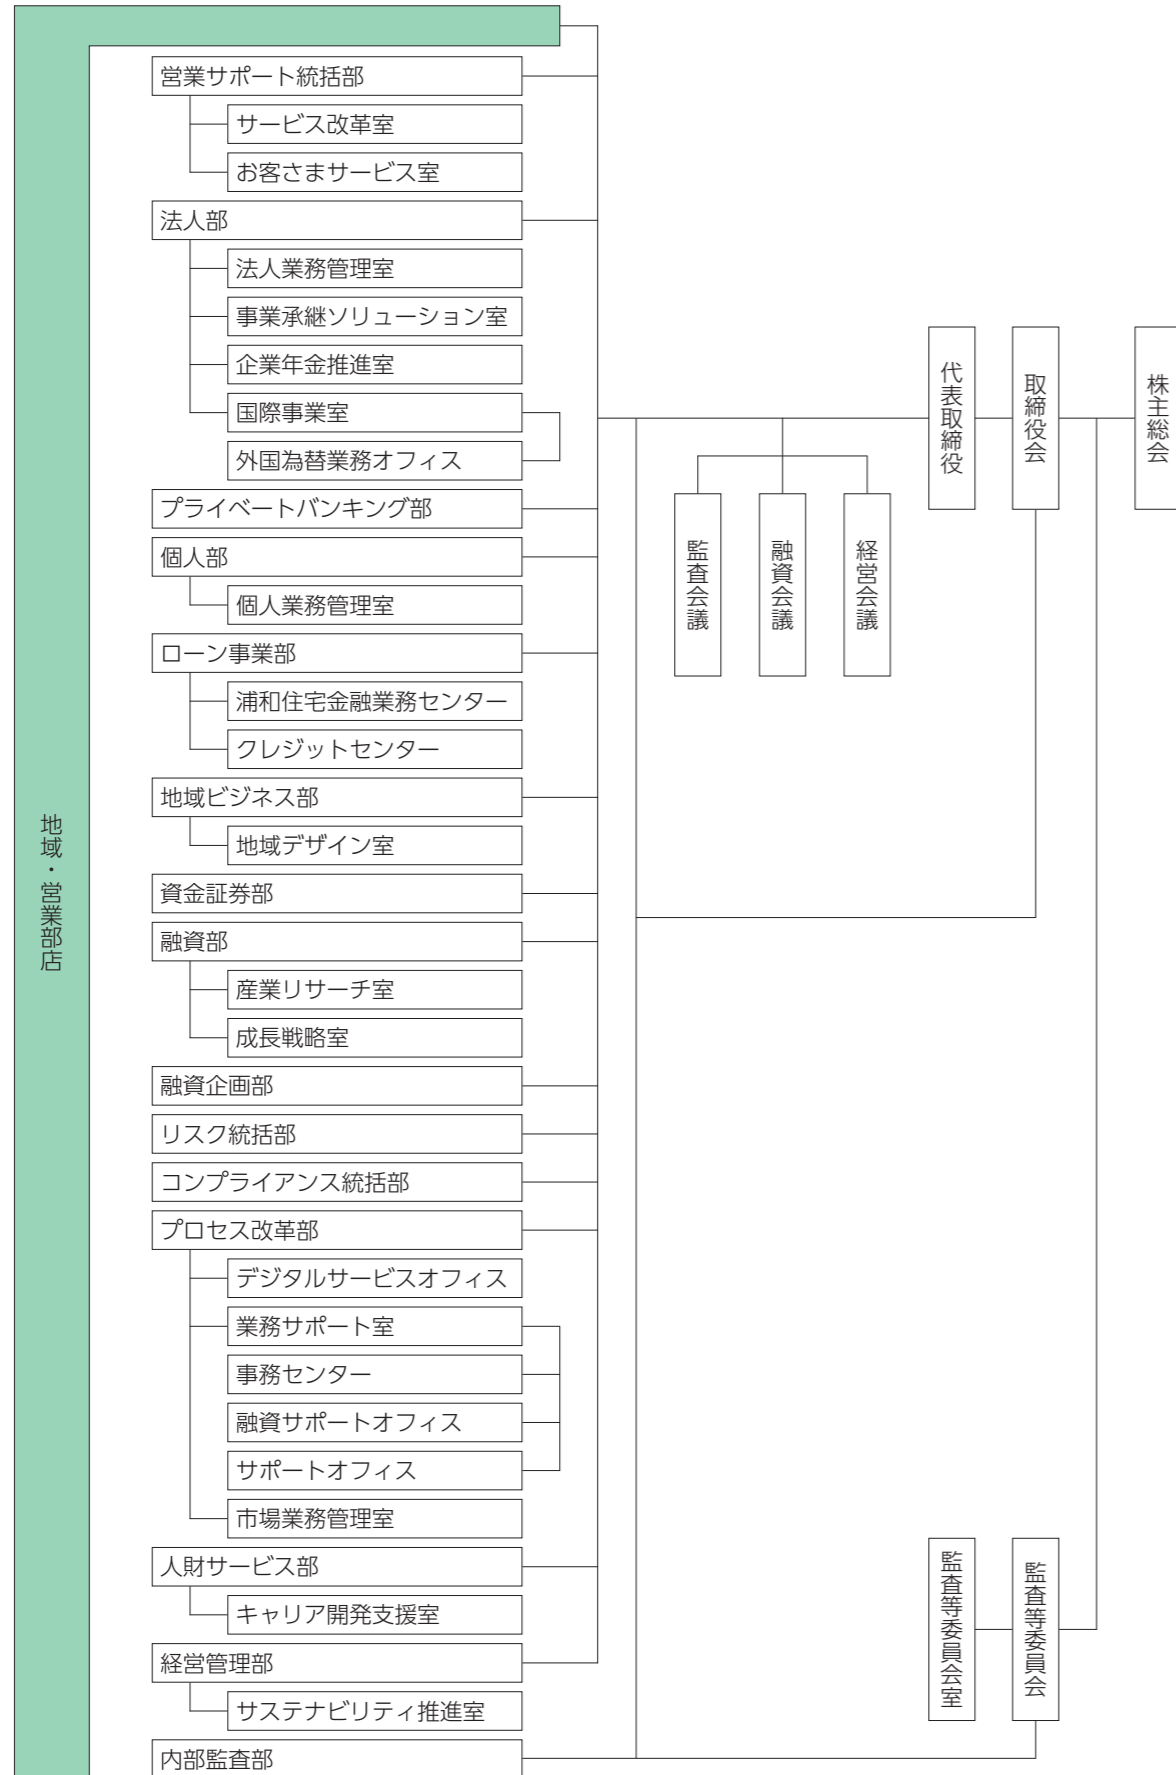 営業サポート統括部
サービス改革室
お客さまサービス室
法人部
法人業務管理室
事業承継ソリューション室
企業年金推進室
国際事業室
外国為替業務オフィス
プライベートバンキング部
個人部
個人業務管理室
ローン事業部
浦和住宅金融業務センター
クレジットセンター
地域ビジネス部
地域デザイン室
資金証券部
融資部
産業リサーチ室
成長戦略室
融資企画部
リスク統括部
コンプライアンス統括部
プロセス改革部
デジタルサービスオフィス
業務サポート室
事務センター
融資サポートオフィス
サポートオフィス
市場業務管理室
人財サービス部
キャリア開発支援室
経営管理部
サステナビリティ推進室
内部監査部
地域・営業部店
監査会議
融資会議
経営会議
代表取締役
取締役会
株主総会
監査等委員会室
監査等委員会